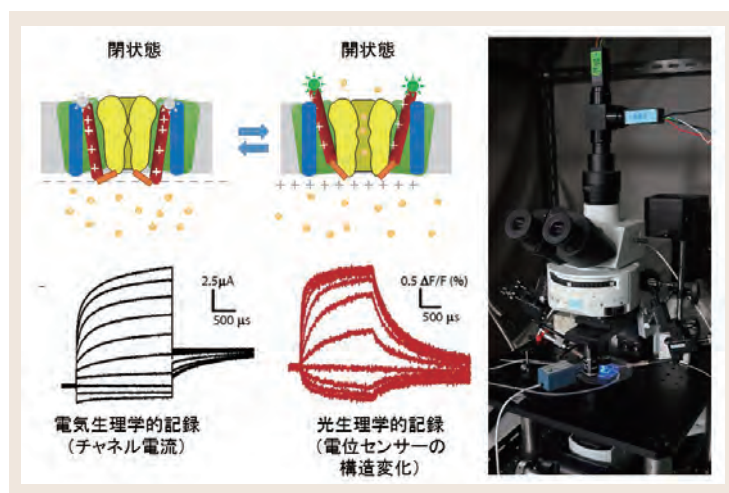 閉状態
開状態
2.5μA
500 μs
0.5 ΔF/F (%)
500 μs
電気生理学的記録
(チャネル電流)
光生理学的記録
(電位センサーの
構造変化)